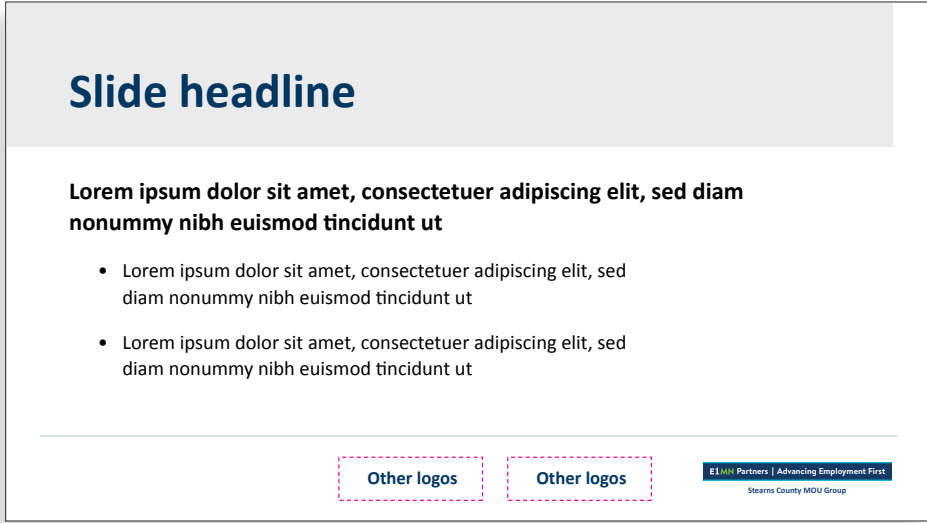 Slide headline
Lorem ipsum dolor sit amet, consectetuer adipiscing elit, sed diam
nonummy nibh euismod tincidunt ut
• Lorem ipsum dolor sit amet, consectetuer adipiscing elit, sed
diam nonummy nibh euismod tincidunt ut
• Lorem ipsum dolor sit amet, consectetuer adipiscing elit, sed
diam nonummy nibh euismod tincidunt ut
Other logos
Other logos
E1MN Partners | Advancing Employment First
Stearns County MOU Group